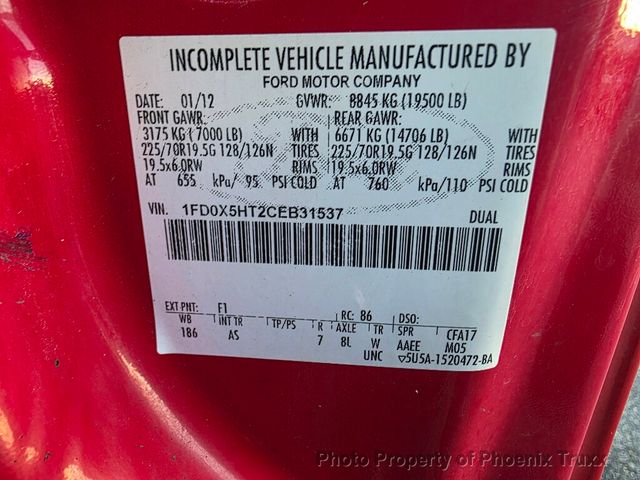 INCOMPLETE VEHICLE MANUFACTURED BY
FORD MOTOR COMPANY
DATE: 01/12 GVWR: 8845 KG (19500 LB)
FRONT GAWR: REAR GAWR:
3175 KG (7000 LB) WITH 6671 KG (14706 LB) WITH
225/70R19.5G 128/126N TIRES 225/70R19.5G 128/126N TIRES
19.5x6.0RW RIMS 19.5x6.0RW RIMS
AT 655 kPa/ 95 PSI COLD AT 760 kPa/110 PSI COLD
VIN: 1FD0X5HT2CEB31537 DUAL
EXT PNT: F1 RC: 86 DSO:
WB INT TR TP/PS R AXLE TR SPR CFA17
186 AS 7 8L W AAEE M05
UNC ▽5U5A-1520472-BA
Photo Property of Phoenix Truxx